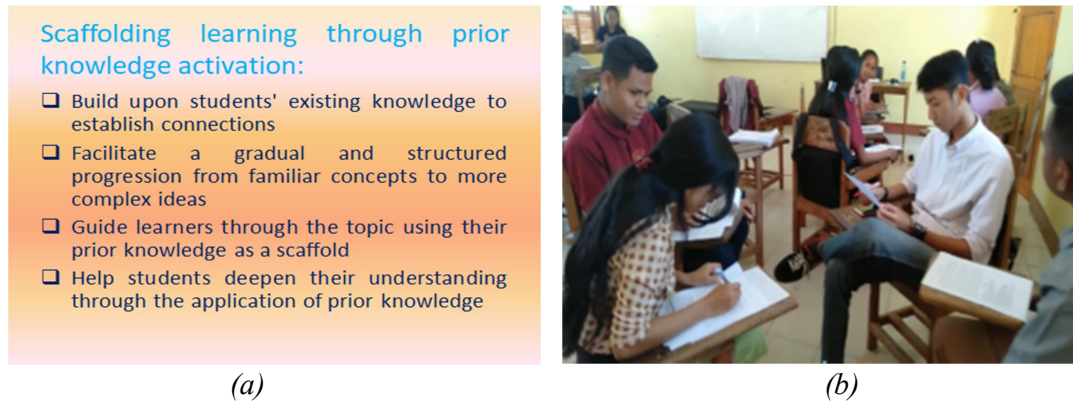 Scaffolding learning through prior
knowledge activation:
❑ Build upon students' existing knowledge to
establish connections
❑ Facilitate a gradual and structured
progression from familiar concepts to more
complex ideas
❑ Guide learners through the topic using their
prior knowledge as a scaffold
❑ Help students deepen their understanding
through the application of prior knowledge
(a)
(b)